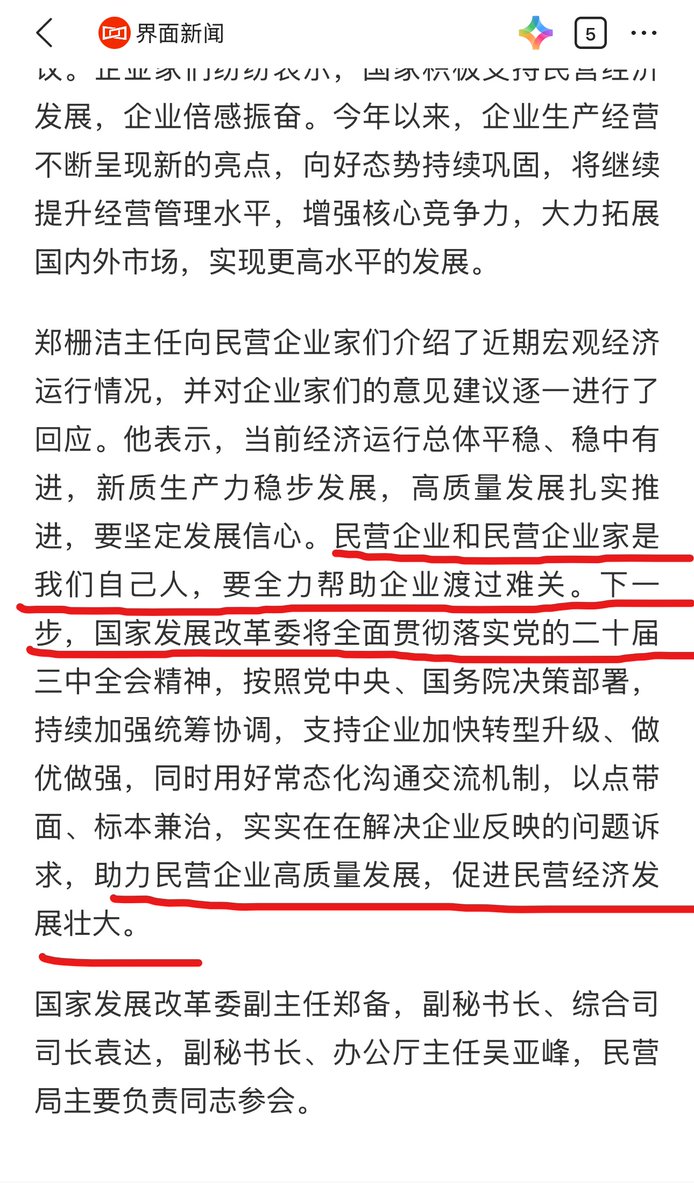 界面新闻
5
议。企业家们纷纷表示，国家积极支持民营经济
发展，企业倍感振奋。今年以来，企业生产经营
不断呈现新的亮点，向好态势持续巩固，将继续
提升经营管理水平，增强核心竞争力，大力拓展
国内外市场，实现更高水平的发展。
郑栅洁主任向民营企业家们介绍了近期宏观经济
运行情况，并对企业家们的意见建议逐一进行了
回应。他表示，当前经济运行总体平稳、稳中有
进，新质生产力稳步发展，高质量发展扎实推
进，要坚定发展信心。民营企业和民营企业家是
我们自己人，要全力帮助企业渡过难关。下一
步，国家发展改革委将全面贯彻落实党的二十届
三中全会精神，按照党中央、国务院决策部署，
持续加强统筹协调，支持企业加快转型升级、做
优做强，同时用好常态化沟通交流机制，以点带
面、标本兼治，实实在在解决企业反映的问题诉
求，助力民营企业高质量发展，促进民营经济发
展壮大。
国家发展改革委副主任郑备，副秘书长、综合司
司长袁达，副秘书长、办公厅主任吴亚峰，民营
局主要负责同志参会。